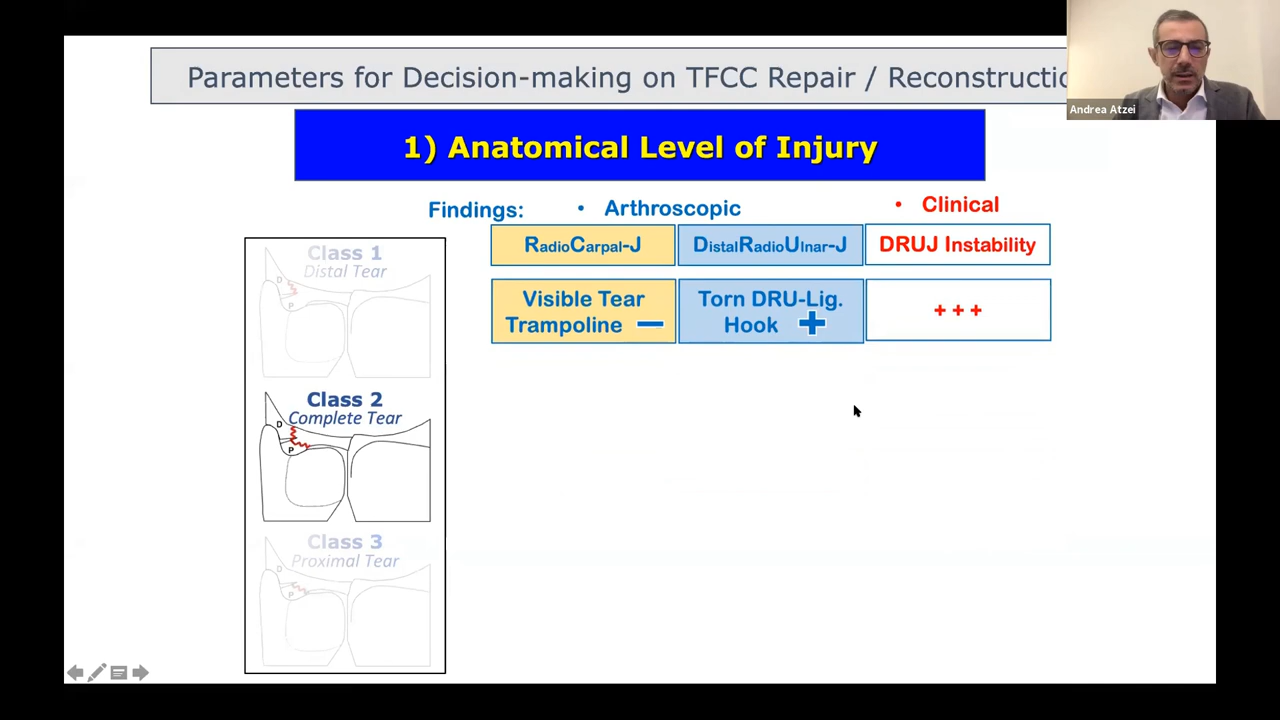 Parameters for Decision-making on TFCC Repair / Reconstructio
Andrea Atzei
1) Anatomical Level of Injury
Findings:
• Arthroscopic
• Clinical
RadioCarpal-J
DistalRadioUlnar-J
DRUJ Instability
Visible Tear
Trampoline −
Torn DRU-Lig.
Hook +
+ + +
Class 1
Distal Tear
D
P
Class 2
Complete Tear
D
P
Class 3
Proximal Tear
D
P